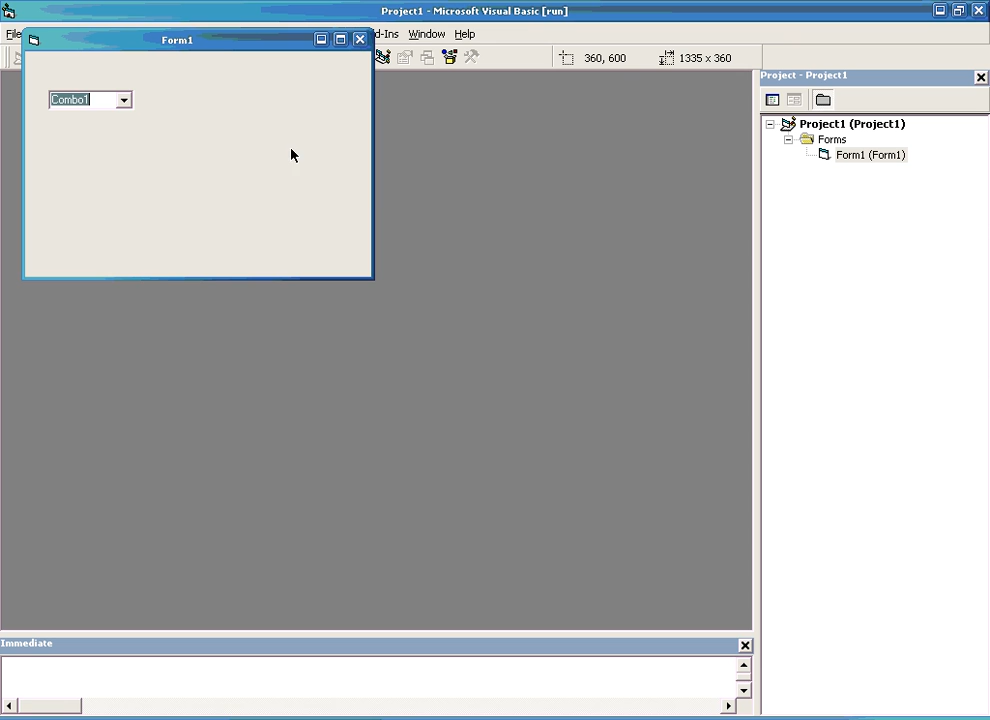 Project1 - Microsoft Visual Basic [run]
File
d-Ins Window Help
Form1
360, 600
1335 x 360
Project - Project1
Combo1
Project1 (Project1)
Forms
Form1 (Form1)
Immediate